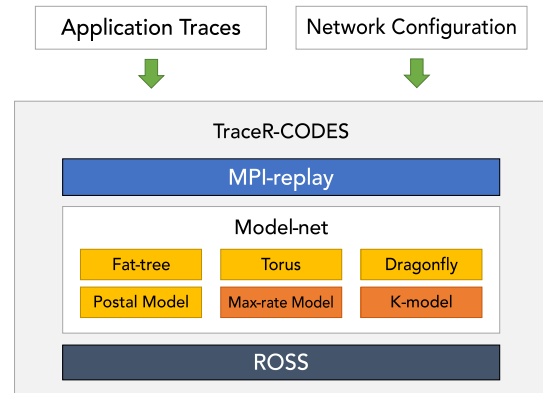 Application Traces
Network Configuration
TraceR-CODES
MPI-replay
Model-net
Fat-tree
Torus
Dragonfly
Postal Model
Max-rate Model
K-model
ROSS